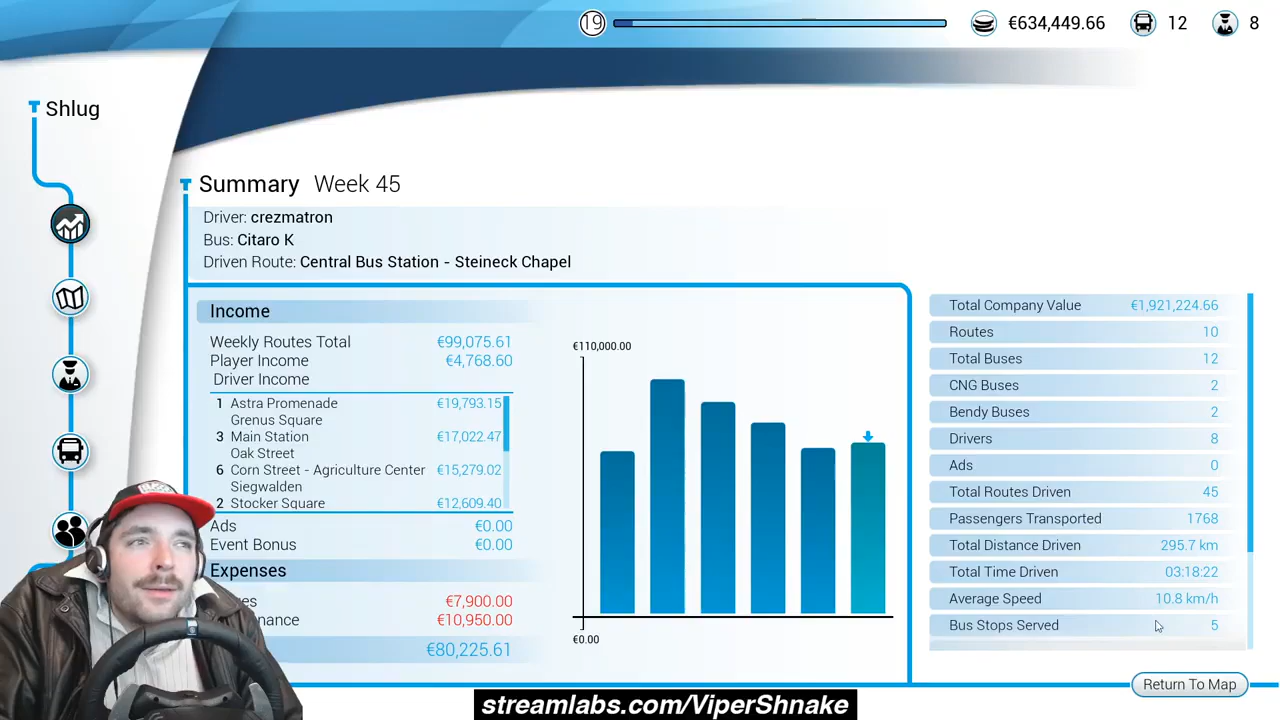 19
€634,449.66
12
8
Shlug
Summary Week 45
Driver: crezmatron
Bus: Citaro K
Driven Route: Central Bus Station - Steineck Chapel
Income
Weekly Routes Total €99,075.61
Player Income €4,768.60
Driver Income
1 Astra Promenade €19,793.15
Grenus Square
3 Main Station €17,022.47
Oak Street
6 Corn Street - Agriculture Center €15,279.02
Siegwalden
2 Stocker Square €12,609.40
Ads €0.00
Event Bonus €0.00
Expenses
€7,900.00
€10,950.00
€80,225.61
€110,000.00
€0.00
Total Company Value €1,921,224.66
Routes 10
Total Buses 12
CNG Buses 2
Bendy Buses 2
Drivers 8
Ads 0
Total Routes Driven 45
Passengers Transported 1768
Total Distance Driven 295.7 km
Total Time Driven 03:18:22
Average Speed 10.8 km/h
Bus Stops Served 5
Return To Map
streamlabs.com/ViperShnake